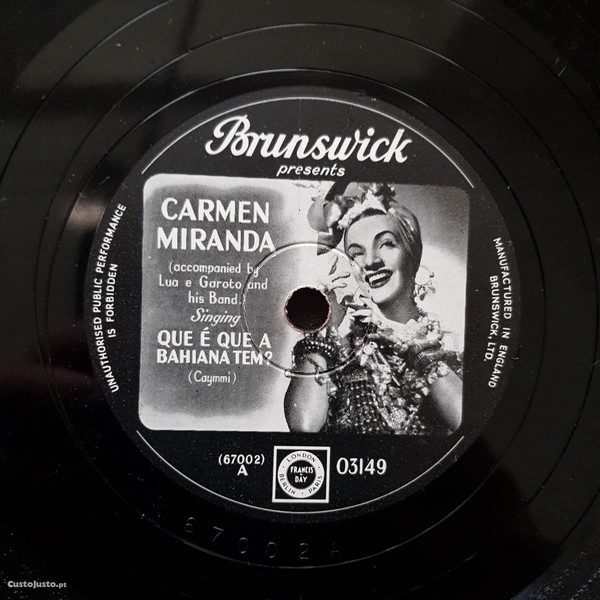 Brunswick
presents
CARMEN
MIRANDA
(accompanied by
Lua e Garoto and
his Band.)
Singing
QUE É QUE A
BAHIANA TEM?
(Caymmi)
UNAUTHORISED PUBLIC PERFORMANCE
IS FORBIDDEN
MANUFACTURED IN ENGLAND
BRUNSWICK, LTD.
(67002)
A
LONDON
FRANCIS
DAY
BERLIN
PARIS
03149
67002A
CustoJusto.pt